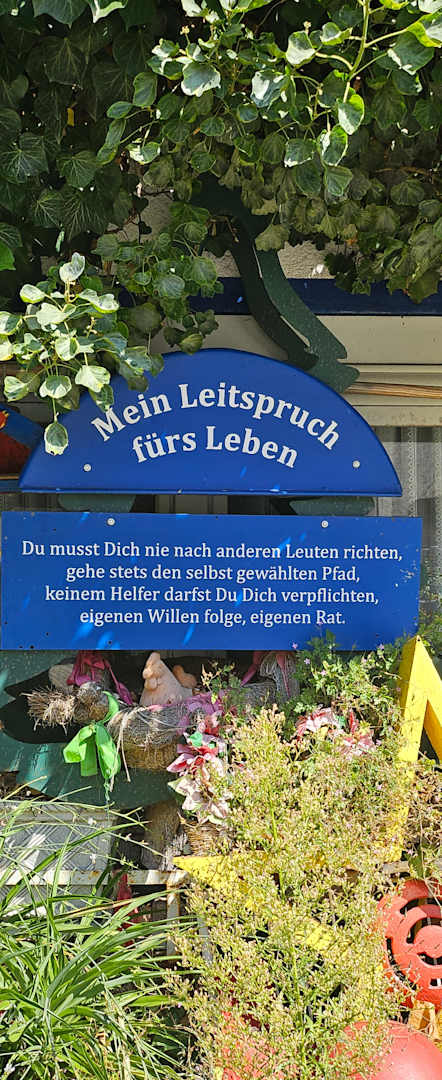 Mein Leitspruch
fürs Leben
Du musst Dich nie nach anderen Leuten richten,
gehe stets den selbst gewählten Pfad,
keinem Helfer darfst Du Dich verpflichten,
eigenen Willen folge, eigenen Rat.